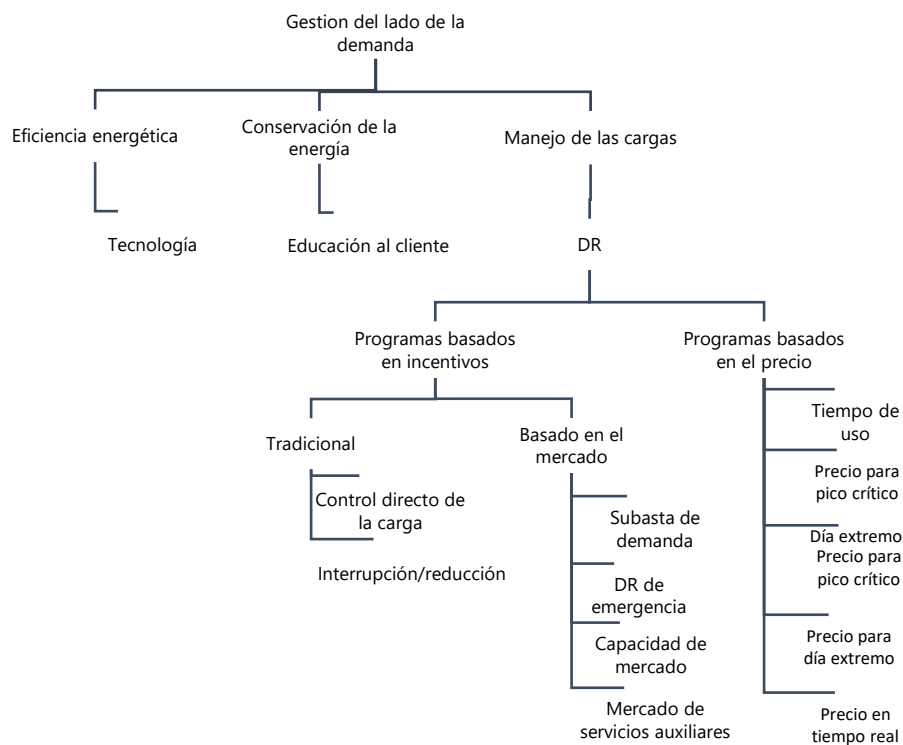 Gestion del lado de la
demanda
Eficiencia energética
Conservación de la
energía
Manejo de las cargas
Tecnología
Educación al cliente
DR
Programas basados
en incentivos
Programas basados
en el precio
Tradicional
Control directo de
la carga
Interrupción/reducción
Basado en el
mercado
Subasta de
demanda
DR de
emergencia
Capacidad de
mercado
Mercado de
servicios auxiliares
Tiempo de
uso
Precio para
pico crítico
Día extremo
Precio para
pico crítico
Precio para
día extremo
Precio en
tiempo real